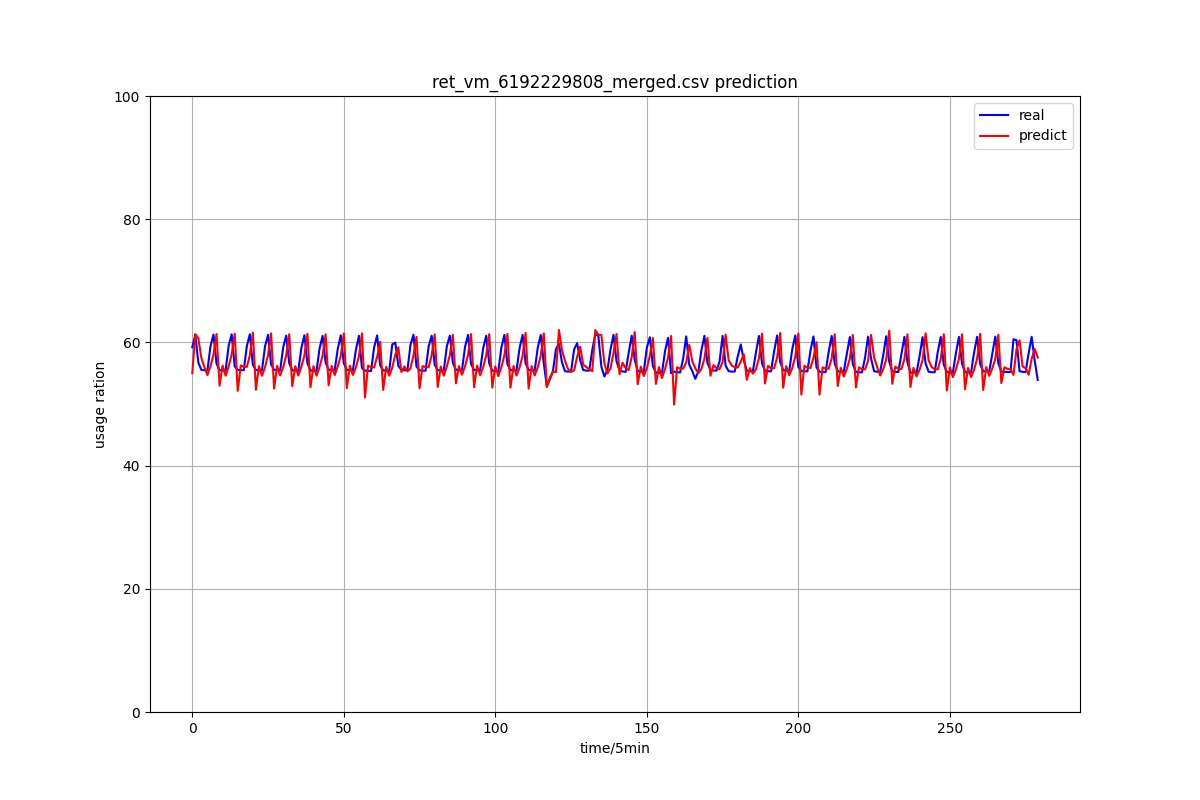 ret_vm_6192229808_merged.csv prediction
100
80
60
40
20
0
usage ration
real
predict
0 50 100 150 200 250
time/5min